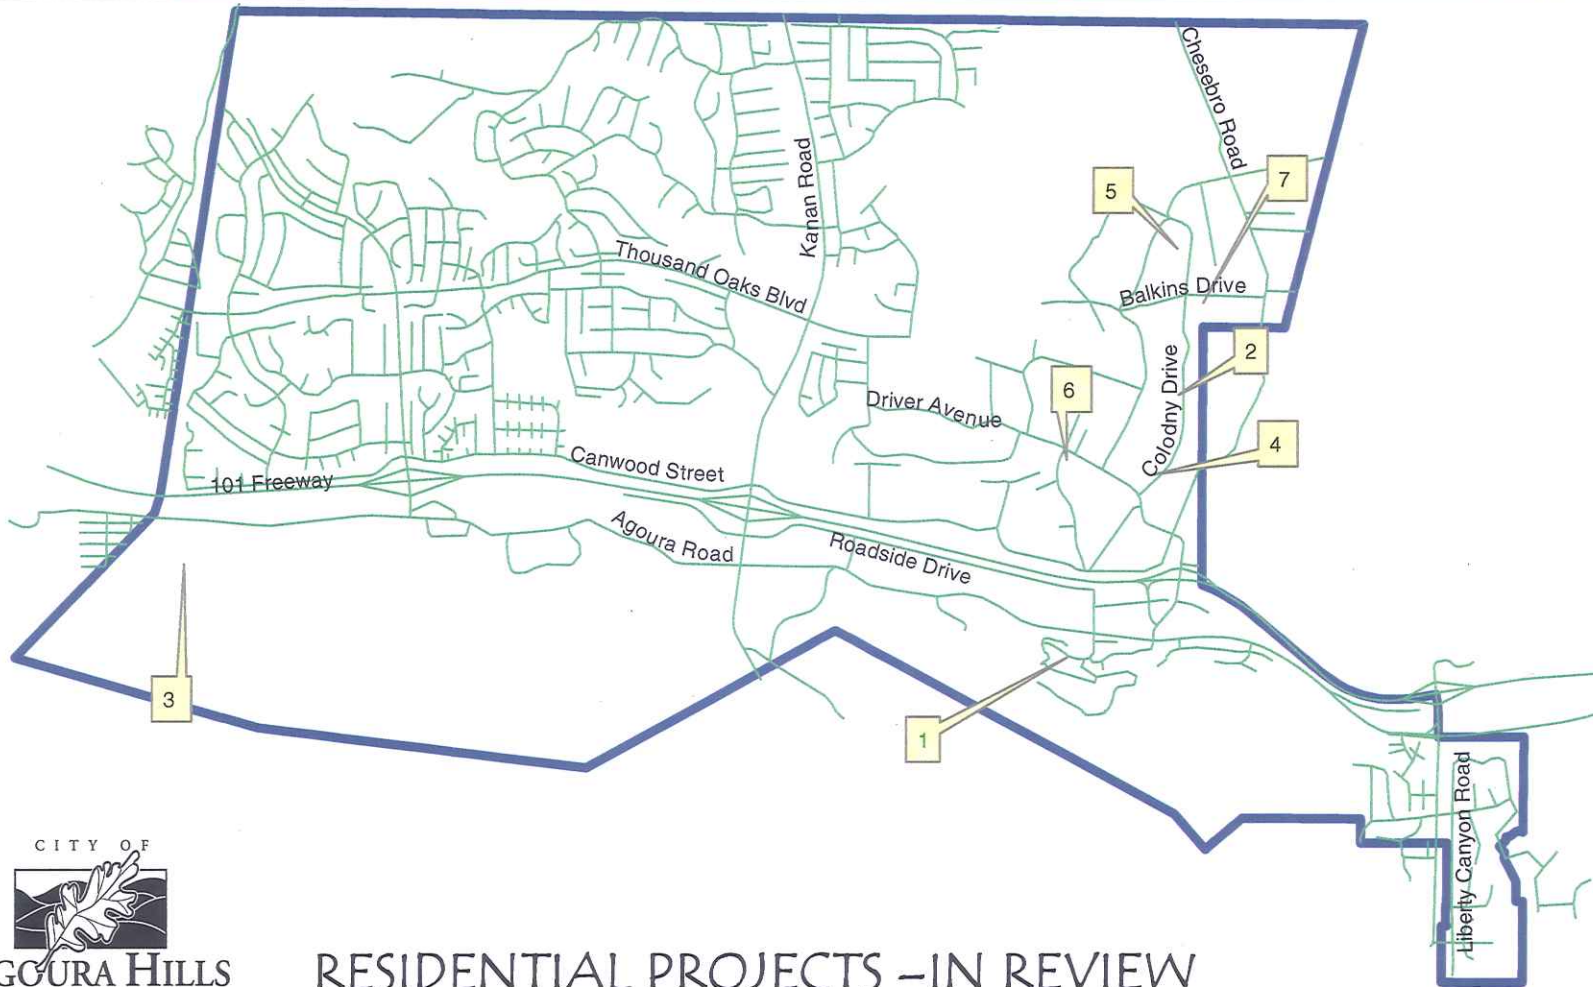 Chesebro Road
5
7
Kanan Road
Thousand Oaks Blvd
Balkins Drive
2
Colodny Drive
6
Driver Avenue
4
Canwood Street
101 Freeway
Agoura Road
Roadside Drive
3
1
Liberty Canyon Road
CITY OF
GOURA HILLS
RESIDENTIAL PROJECTS –IN REVIEW